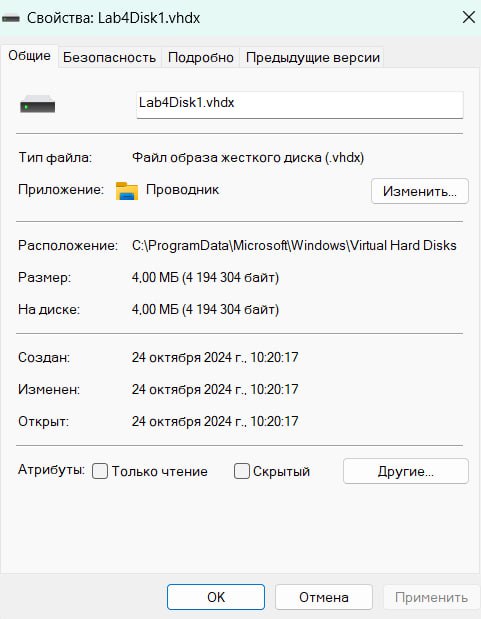 Свойства: Lab4Disk1.vhdx
Общие Безопасность Подробно Предыдущие версии
Lab4Disk1.vhdx
Тип файла: Файл образа жесткого диска (.vhdx)
Приложение: Проводник Изменить...
Расположение: C:\ProgramData\Microsoft\Windows\Virtual Hard Disks
Размер: 4,00 МБ (4 194 304 байт)
На диске: 4,00 МБ (4 194 304 байт)
Создан: 24 октября 2024 г., 10:20:17
Изменен: 24 октября 2024 г., 10:20:17
Открыт: 24 октября 2024 г., 10:20:17
Атрибуты: Только чтение Скрытый Другие...
ОК Отмена Применить